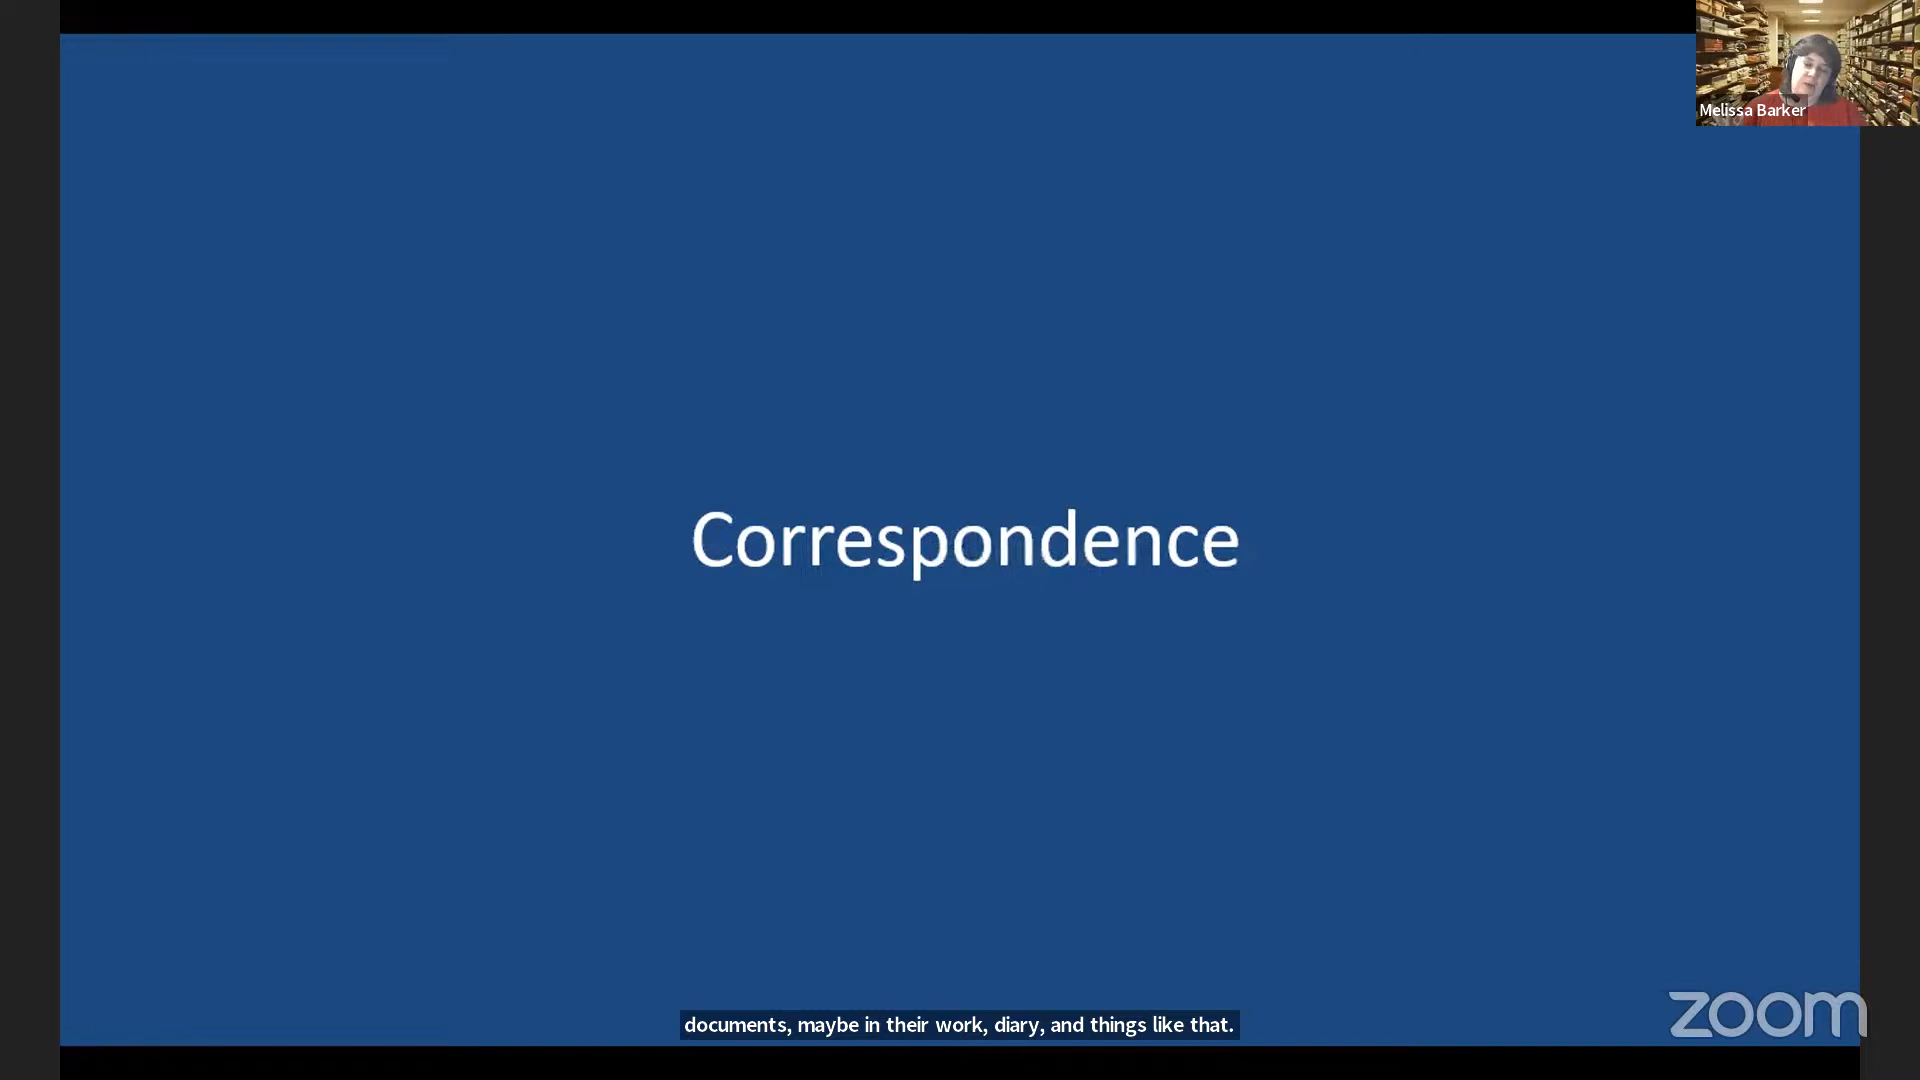 Melissa Barker
Correspondence
documents, maybe in their work, diary, and things like that.
zoom